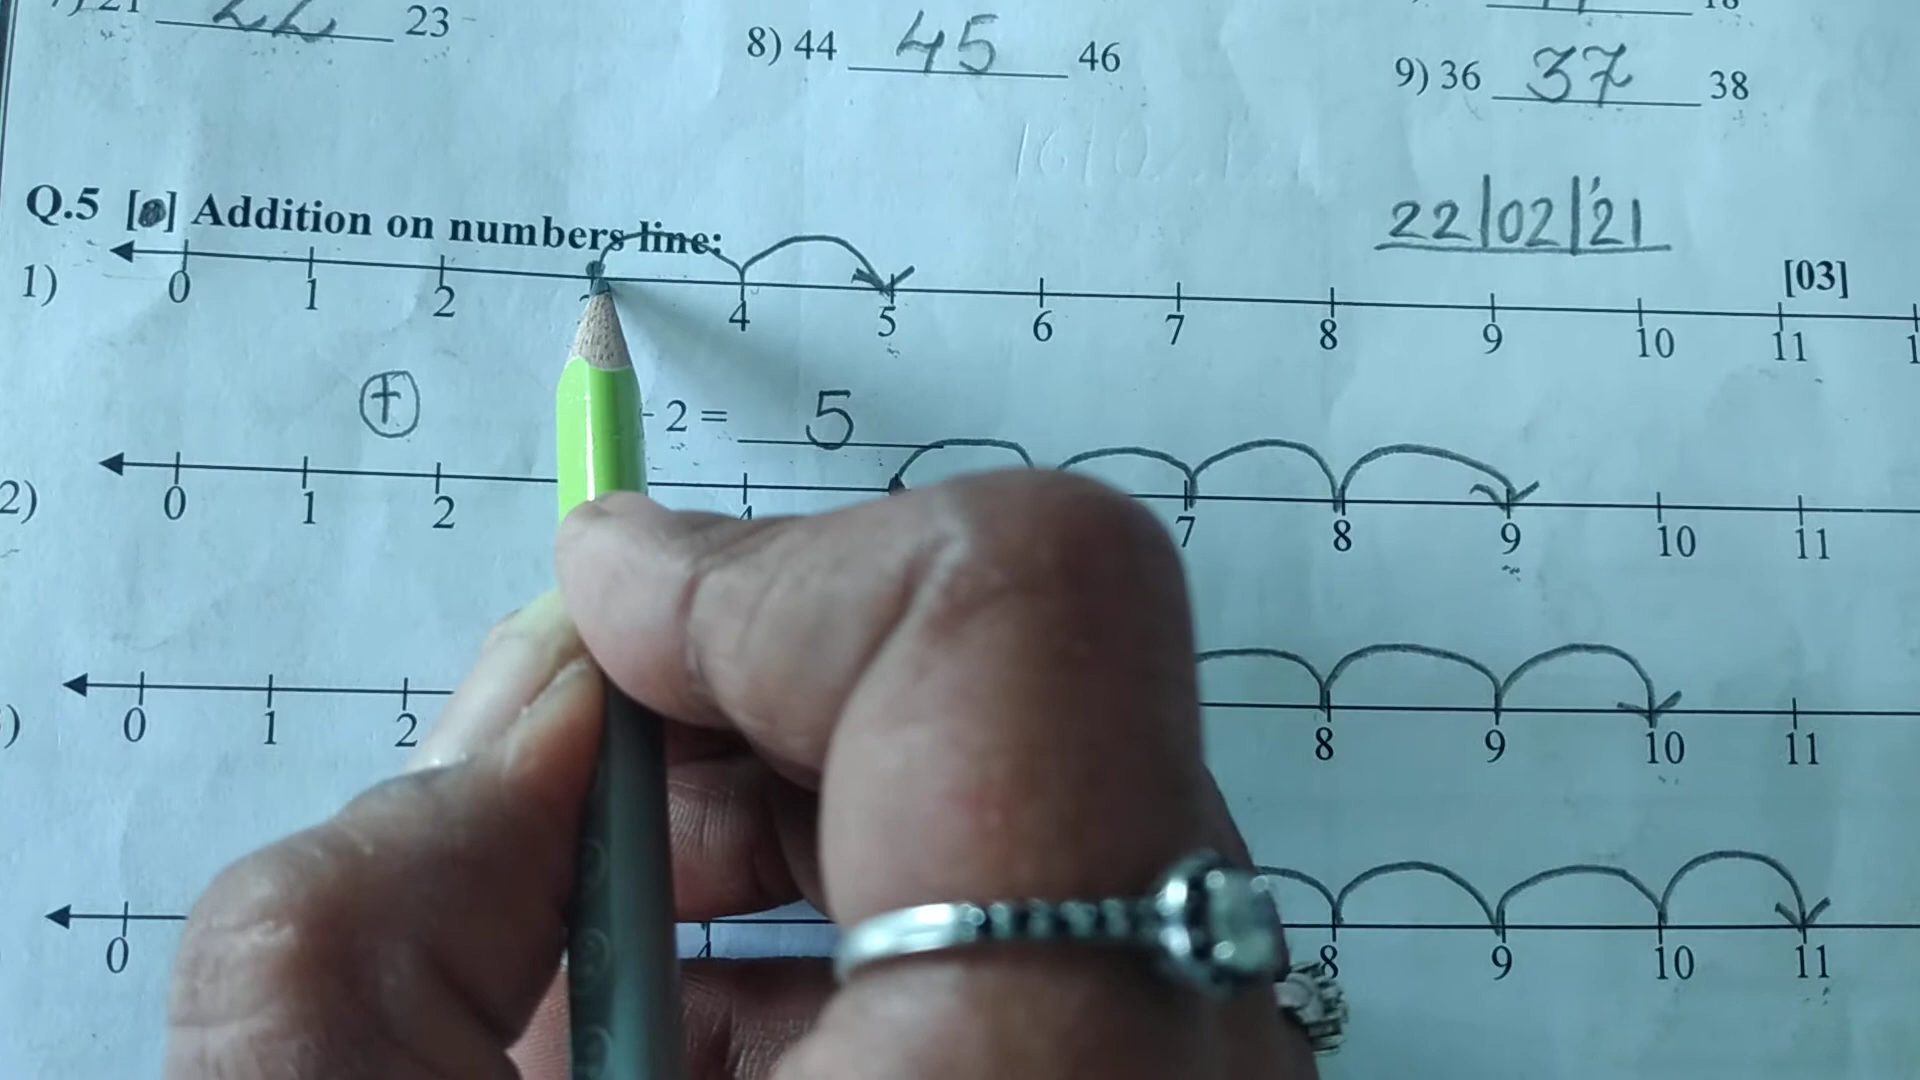 21 22 23
8) 44 45 46
9) 36 37 38
22/02/21
Q.5 [ ] Addition on numbers line:
[03]
1) 0 1 2 4 5 6 7 8 9 10 11
+ 2 = 5
2) 0 1 2 4 7 8 9 10 11
) 0 1 2 8 9 10 11
0 4 8 9 10 11